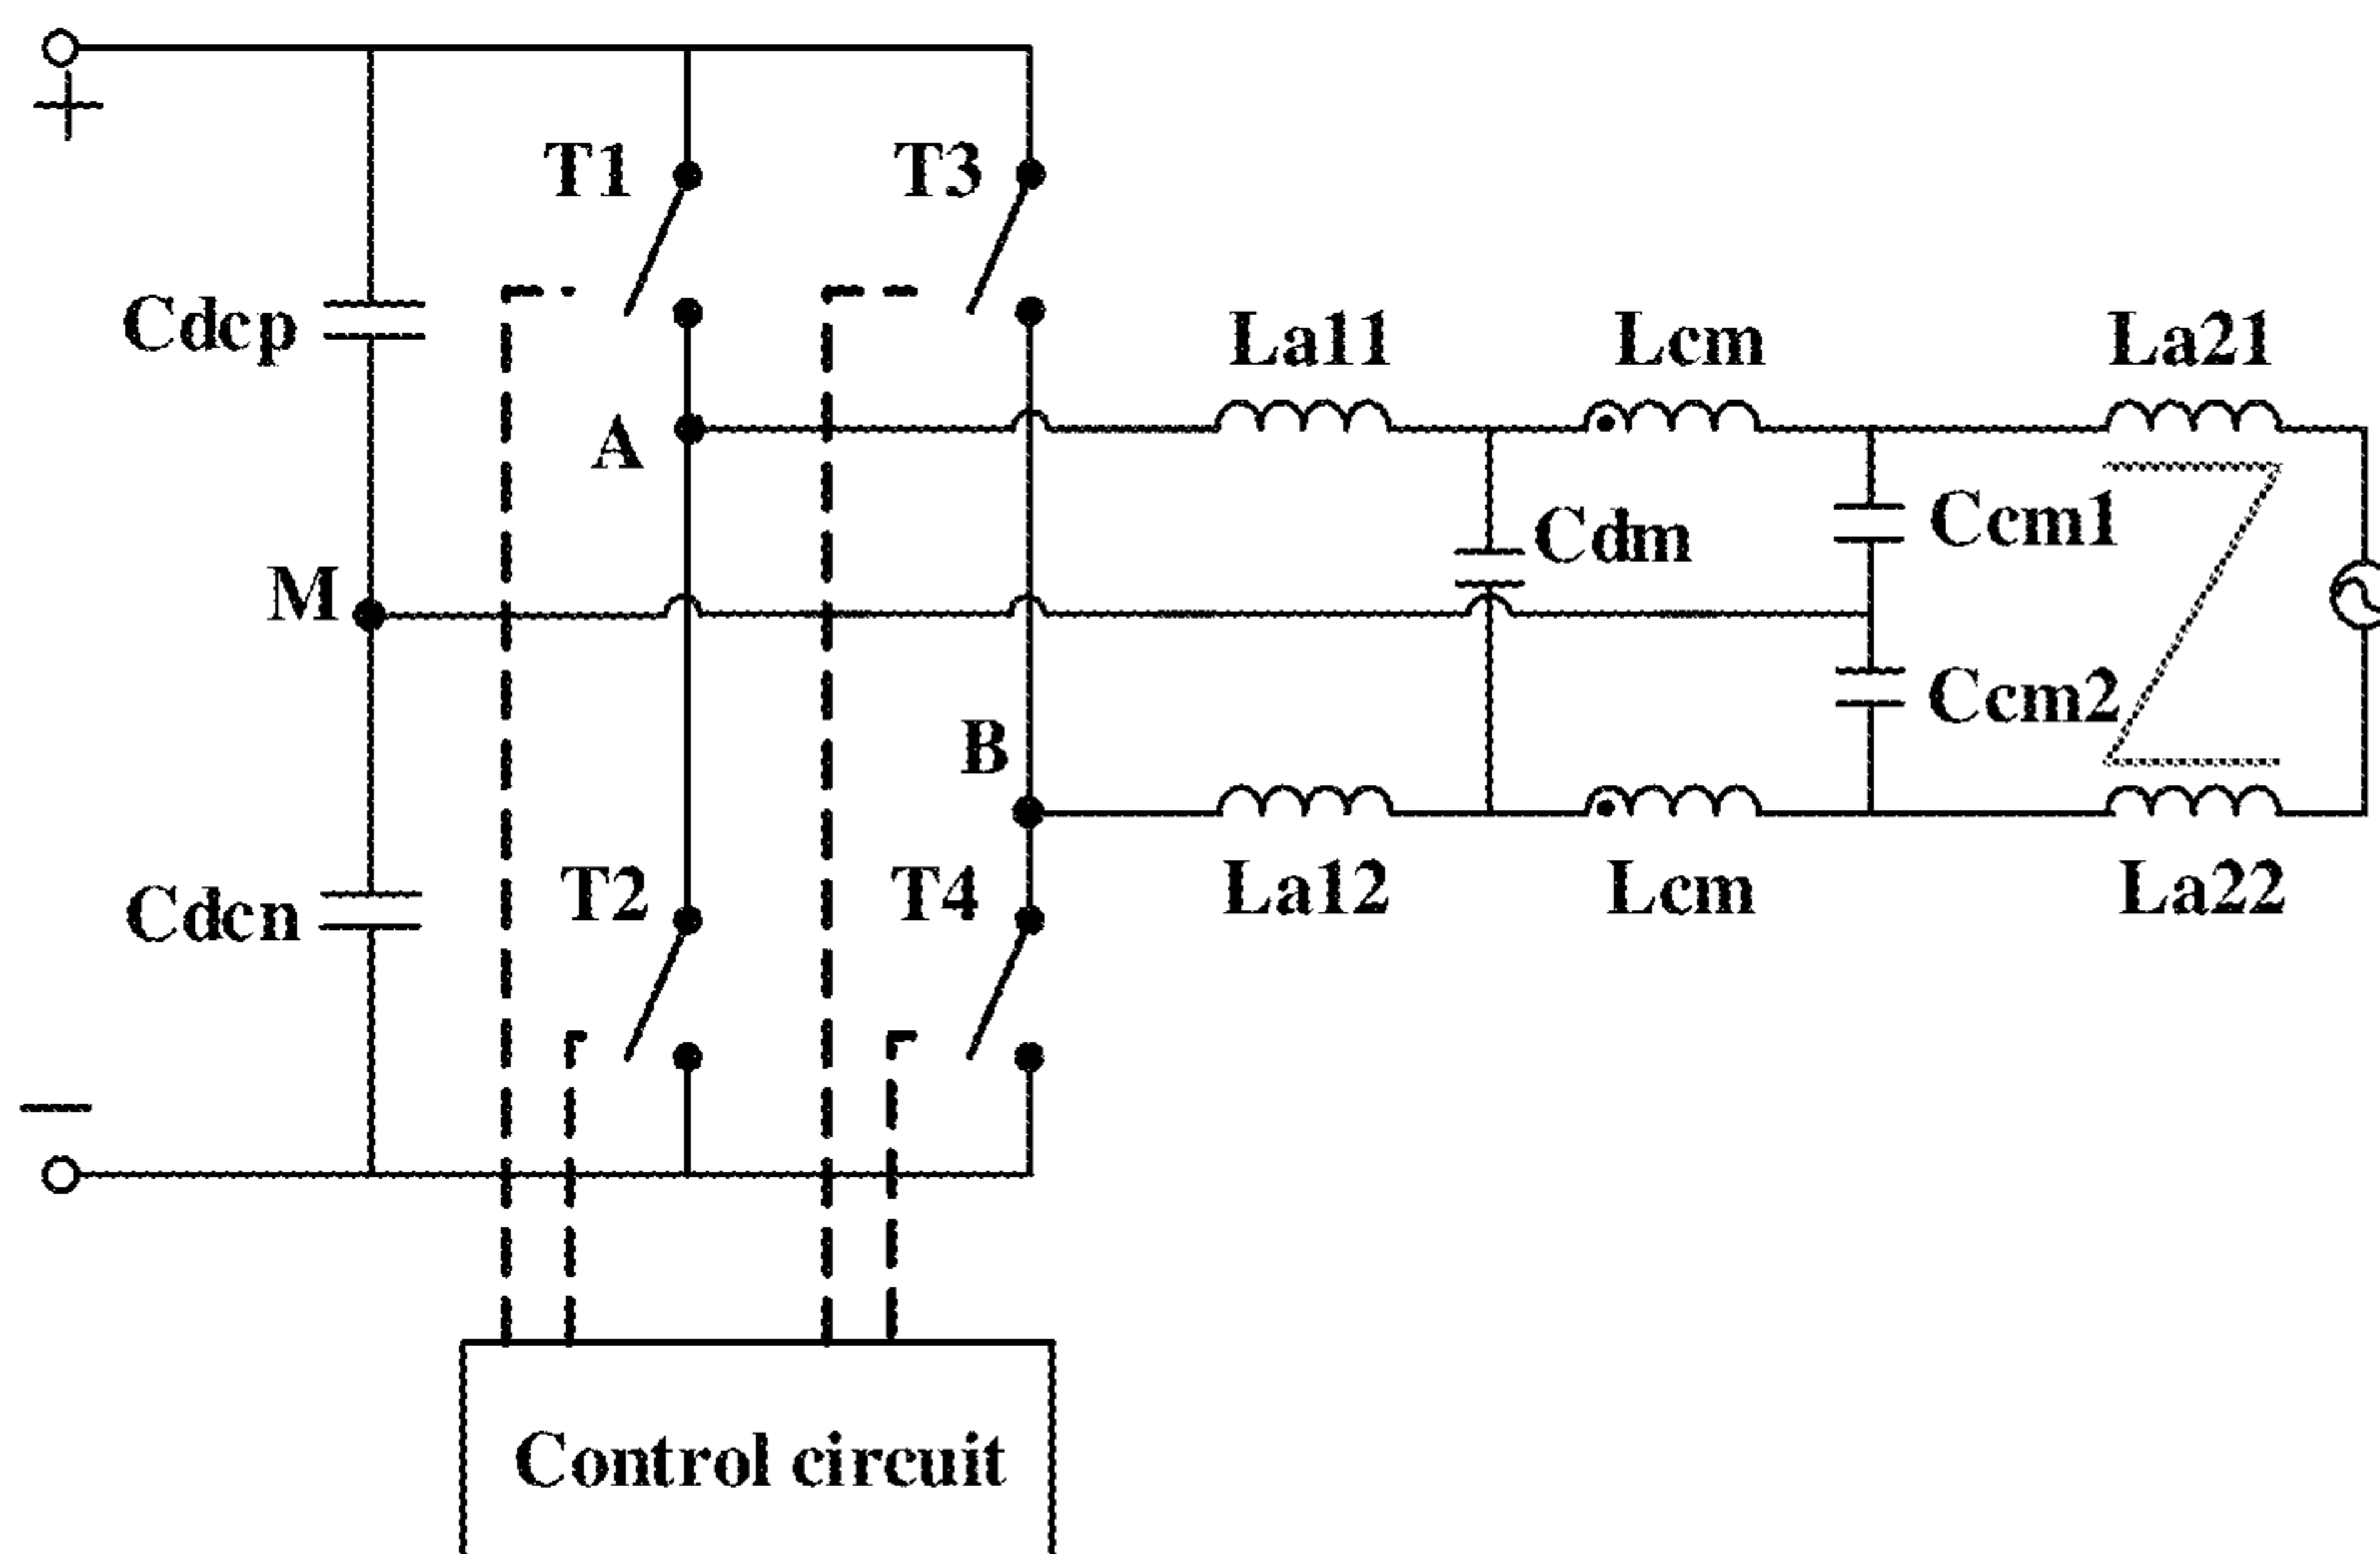 +
T1 T3
Cdcp La11 Lcm La21
A
Cdm Ccm1
M
Ccm2
B
Cdcn T2 T4 La12 Lcm La22
—
Control circuit